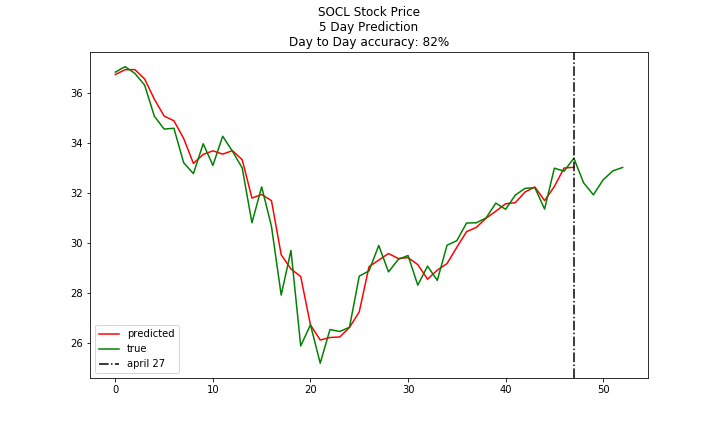 SOCL Stock Price
5 Day Prediction
Day to Day accuracy: 82%
36
34
32
30
28
26
predicted
true
april 27
0
10
20
30
40
50